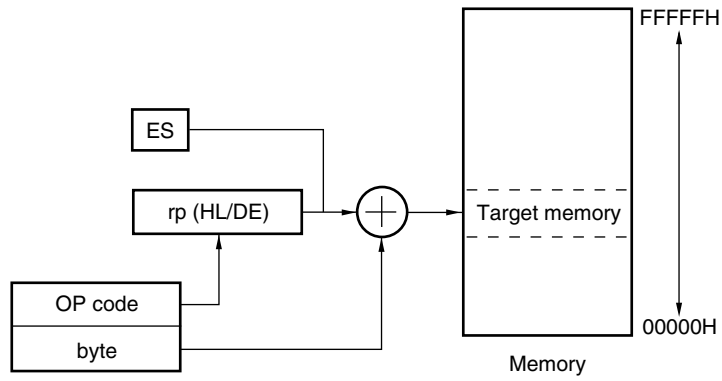 FFFFFH
ES
rp (HL/DE)
Target memory
OP code
byte
00000H
Memory